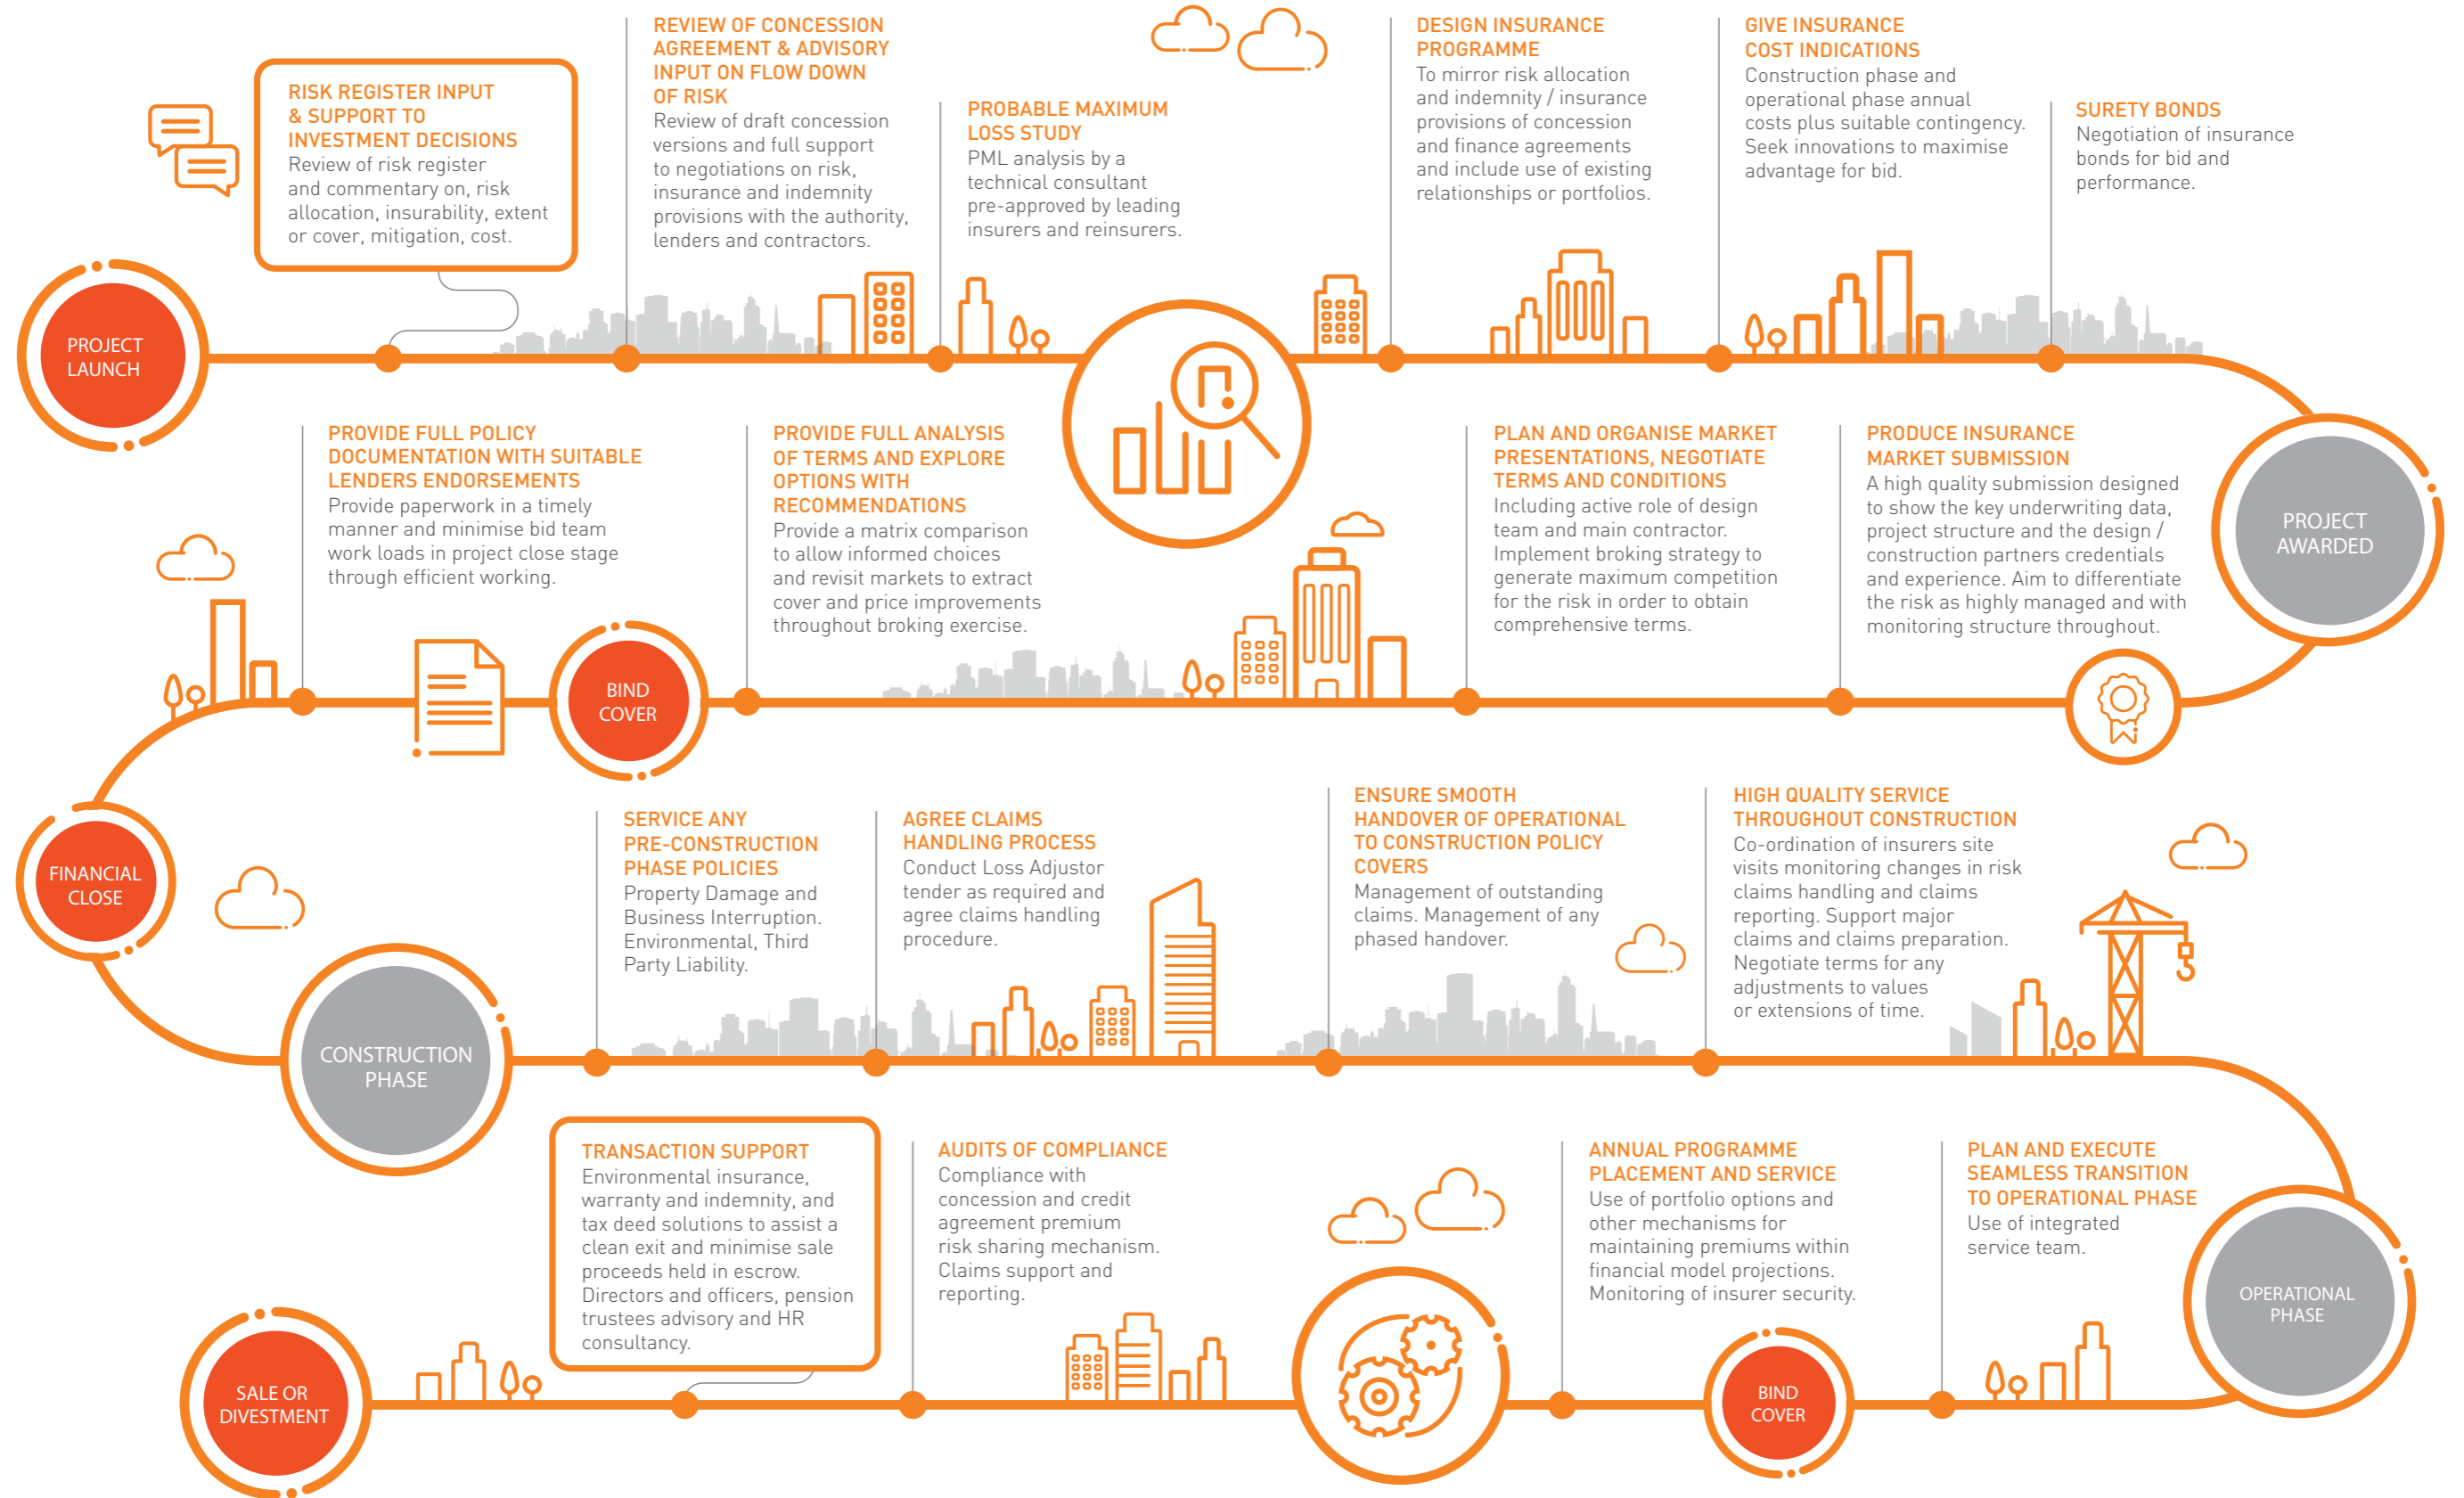 PROJECT
LAUNCH
RISK REGISTER INPUT
& SUPPORT TO
INVESTMENT DECISIONS
Review of risk register
and commentary on, risk
allocation, insurability, extent
or cover, mitigation, cost.
REVIEW OF CONCESSION
AGREEMENT & ADVISORY
INPUT ON FLOW DOWN
OF RISK
Review of draft concession
versions and full support
to negotiations on risk,
insurance and indemnity
provisions with the authority,
lenders and contractors.
PROBABLE MAXIMUM
LOSS STUDY
PML analysis by a
technical consultant
pre-approved by leading
insurers and reinsurers.
DESIGN INSURANCE
PROGRAMME
To mirror risk allocation
and indemnity / insurance
provisions of concession
and finance agreements
and include use of existing
relationships or portfolios.
GIVE INSURANCE
COST INDICATIONS
Construction phase and
operational phase annual
costs plus suitable contingency.
Seek innovations to maximise
advantage for bid.
SURETY BONDS
Negotiation of insurance
bonds for bid and
performance.
PROJECT
AWARDED
PRODUCE INSURANCE
MARKET SUBMISSION
A high quality submission designed
to show the key underwriting data,
project structure and the design /
construction partners credentials
and experience. Aim to differentiate
the risk as highly managed and with
monitoring structure throughout.
PLAN AND ORGANISE MARKET
PRESENTATIONS, NEGOTIATE
TERMS AND CONDITIONS
Including active role of design
team and main contractor.
Implement broking strategy to
generate maximum competition
for the risk in order to obtain
comprehensive terms.
PROVIDE FULL ANALYSIS
OF TERMS AND EXPLORE
OPTIONS WITH
RECOMMENDATIONS
Provide a matrix comparison
to allow informed choices
and revisit markets to extract
cover and price improvements
throughout broking exercise.
BIND
COVER
PROVIDE FULL POLICY
DOCUMENTATION WITH SUITABLE
LENDERS ENDORSEMENTS
Provide paperwork in a timely
manner and minimise bid team
work loads in project close stage
through efficient working.
FINANCIAL
CLOSE
CONSTRUCTION
PHASE
SERVICE ANY
PRE-CONSTRUCTION
PHASE POLICIES
Property Damage and
Business Interruption.
Environmental, Third
Party Liability.
AGREE CLAIMS
HANDLING PROCESS
Conduct Loss Adjustor
tender as required and
agree claims handling
procedure.
ENSURE SMOOTH
HANDOVER OF OPERATIONAL
TO CONSTRUCTION POLICY
COVERS
Management of outstanding
claims. Management of any
phased handover.
HIGH QUALITY SERVICE
THROUGHOUT CONSTRUCTION
Co-ordination of insurers site
visits monitoring changes in risk
claims handling and claims
reporting. Support major
claims and claims preparation.
Negotiate terms for any
adjustments to values
or extensions of time.
OPERATIONAL
PHASE
PLAN AND EXECUTE
SEAMLESS TRANSITION
TO OPERATIONAL PHASE
Use of integrated
service team.
BIND
COVER
ANNUAL PROGRAMME
PLACEMENT AND SERVICE
Use of portfolio options and
other mechanisms for
maintaining premiums within
financial model projections.
Monitoring of insurer security.
AUDITS OF COMPLIANCE
Compliance with
concession and credit
agreement premium
risk sharing mechanism.
Claims support and
reporting.
TRANSACTION SUPPORT
Environmental insurance,
warranty and indemnity, and
tax deed solutions to assist a
clean exit and minimise sale
proceeds held in escrow.
Directors and officers, pension
trustees advisory and HR
consultancy.
SALE OR
DIVESTMENT